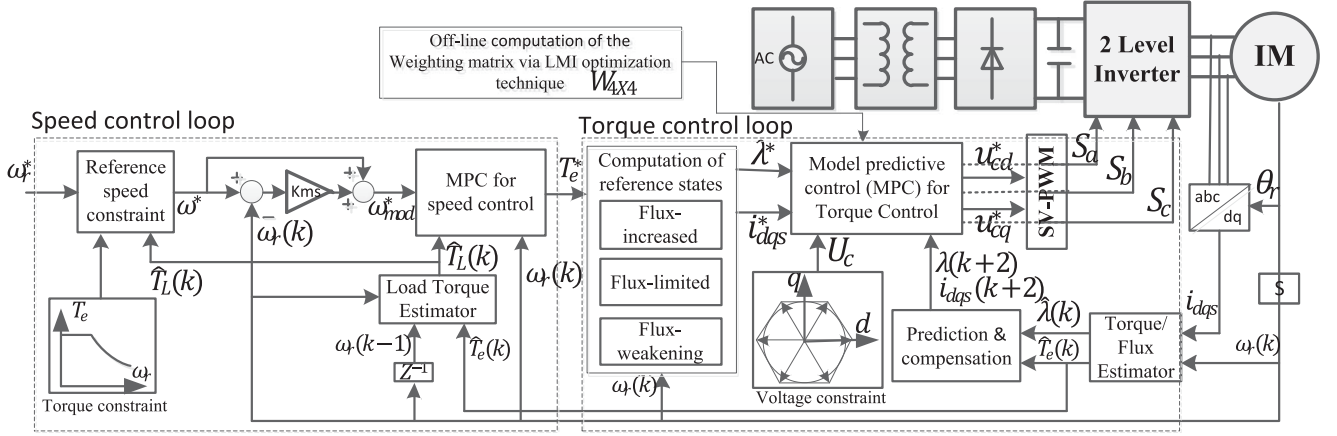 Off-line computation of the
Weighting matrix via LMI optimization
technique W4X4
AC
2 Level
Inverter
IM
Speed control loop
ωr*
Reference
speed
constraint
ω*
+
−
ωr(k)
Kms
+
+
ω*mod
MPC for
speed control
Te*
T̂L(k)
T̂L(k)
Te
ωr
Torque constraint
Load Torque
Estimator
ωr(k−1)
Z−1
T̂e(k)
ωr(k)
Torque control loop
Computation of
reference states
Flux-
increased
Flux-limited
Flux-
weakening
ωr(k)
λ*
i*dqs
Model predictive
control (MPC) for
Torque Control
u*cd
u*cq
SV-PWM
Sa
Sb
Sc
Uc
q
d
Voltage constraint
λ(k+2)
idqs(k+2)
Prediction &
compensation
λ̂(k)
T̂e(k)
Torque/
Flux
Estimator
abc
dq
θr
idqs
S
ωr(k)